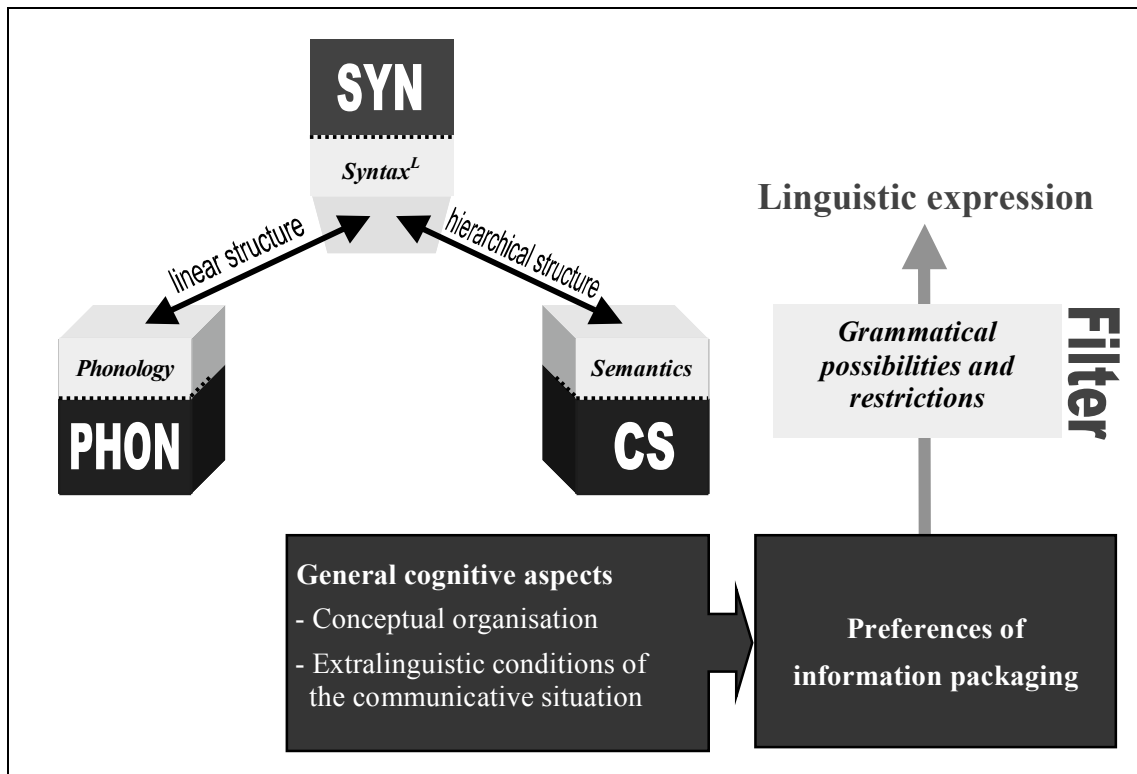 SYN
Syntax^L
linear structure
hierarchical structure
Phonology
PHON
Semantics
CS
Linguistic expression
Grammatical
possibilities and
restrictions
Filter
General cognitive aspects
- Conceptual organisation
- Extralinguistic conditions of
the communicative situation
Preferences of
information packaging